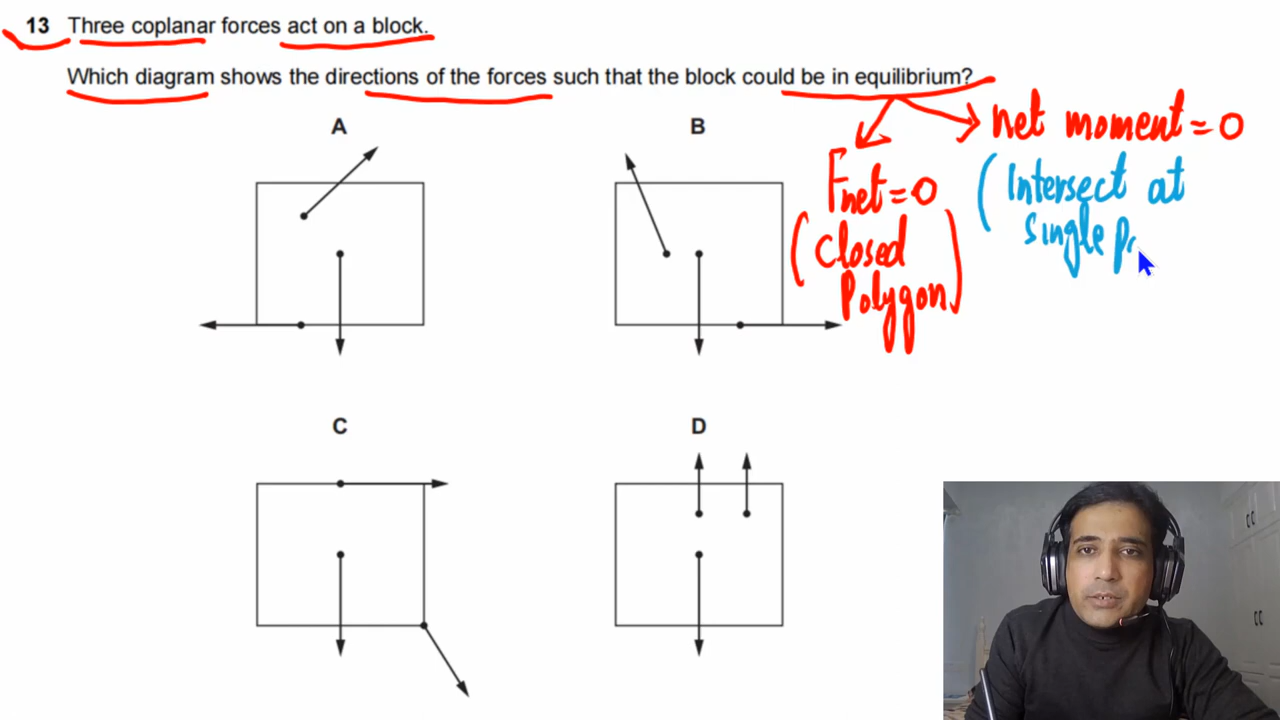 13 Three coplanar forces act on a block.
Which diagram shows the directions of the forces such that the block could be in equilibrium?
A
B
net moment = 0
Fnet = 0
(Closed
Polygon)
(Intersect at
single
C
D